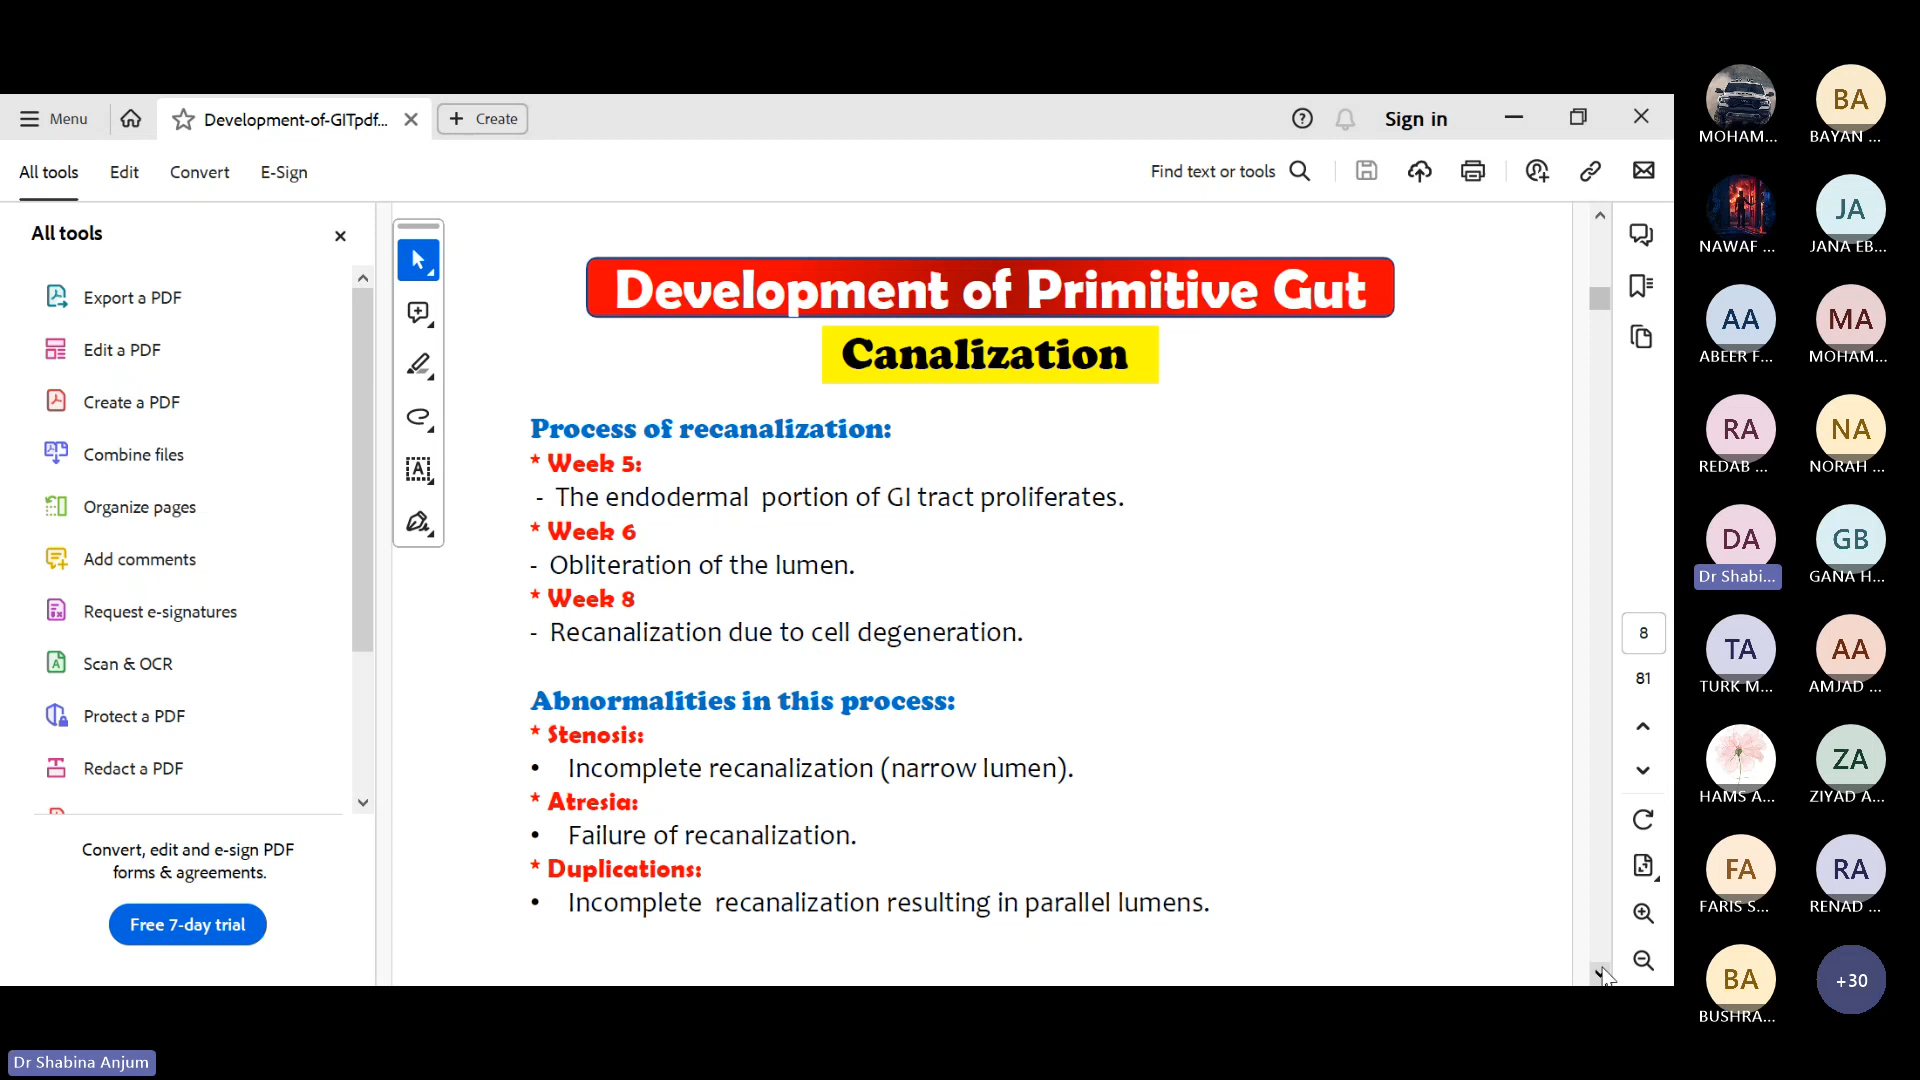 Menu
Development-of-GITpdf...
Create
Sign in
All tools
Edit
Convert
E-Sign
Find text or tools
All tools
Export a PDF
Edit a PDF
Create a PDF
Combine files
Organize pages
Add comments
Request e-signatures
Scan & OCR
Protect a PDF
Redact a PDF
Convert, edit and e-sign PDF
forms & agreements.
Free 7-day trial
Development of Primitive Gut
Canalization
Process of recanalization:
* Week 5:
- The endodermal portion of GI tract proliferates.
* Week 6
- Obliteration of the lumen.
* Week 8
- Recanalization due to cell degeneration.
Abnormalities in this process:
* Stenosis:
• Incomplete recanalization (narrow lumen).
* Atresia:
• Failure of recanalization.
* Duplications:
• Incomplete recanalization resulting in parallel lumens.
8
81
MOHAM...
BA
BAYAN ...
NAWAF ...
JA
JANA EB...
AA
ABEER F...
MA
MOHAM...
RA
REDAB ...
NA
NORAH ...
DA
Dr Shabi...
GB
GANA H...
TA
TURK M...
AA
AMJAD ...
HAMS A...
ZA
ZIYAD A...
FA
FARIS S...
RA
RENAD ...
BA
BUSHRA...
+30
Dr Shabina Anjum